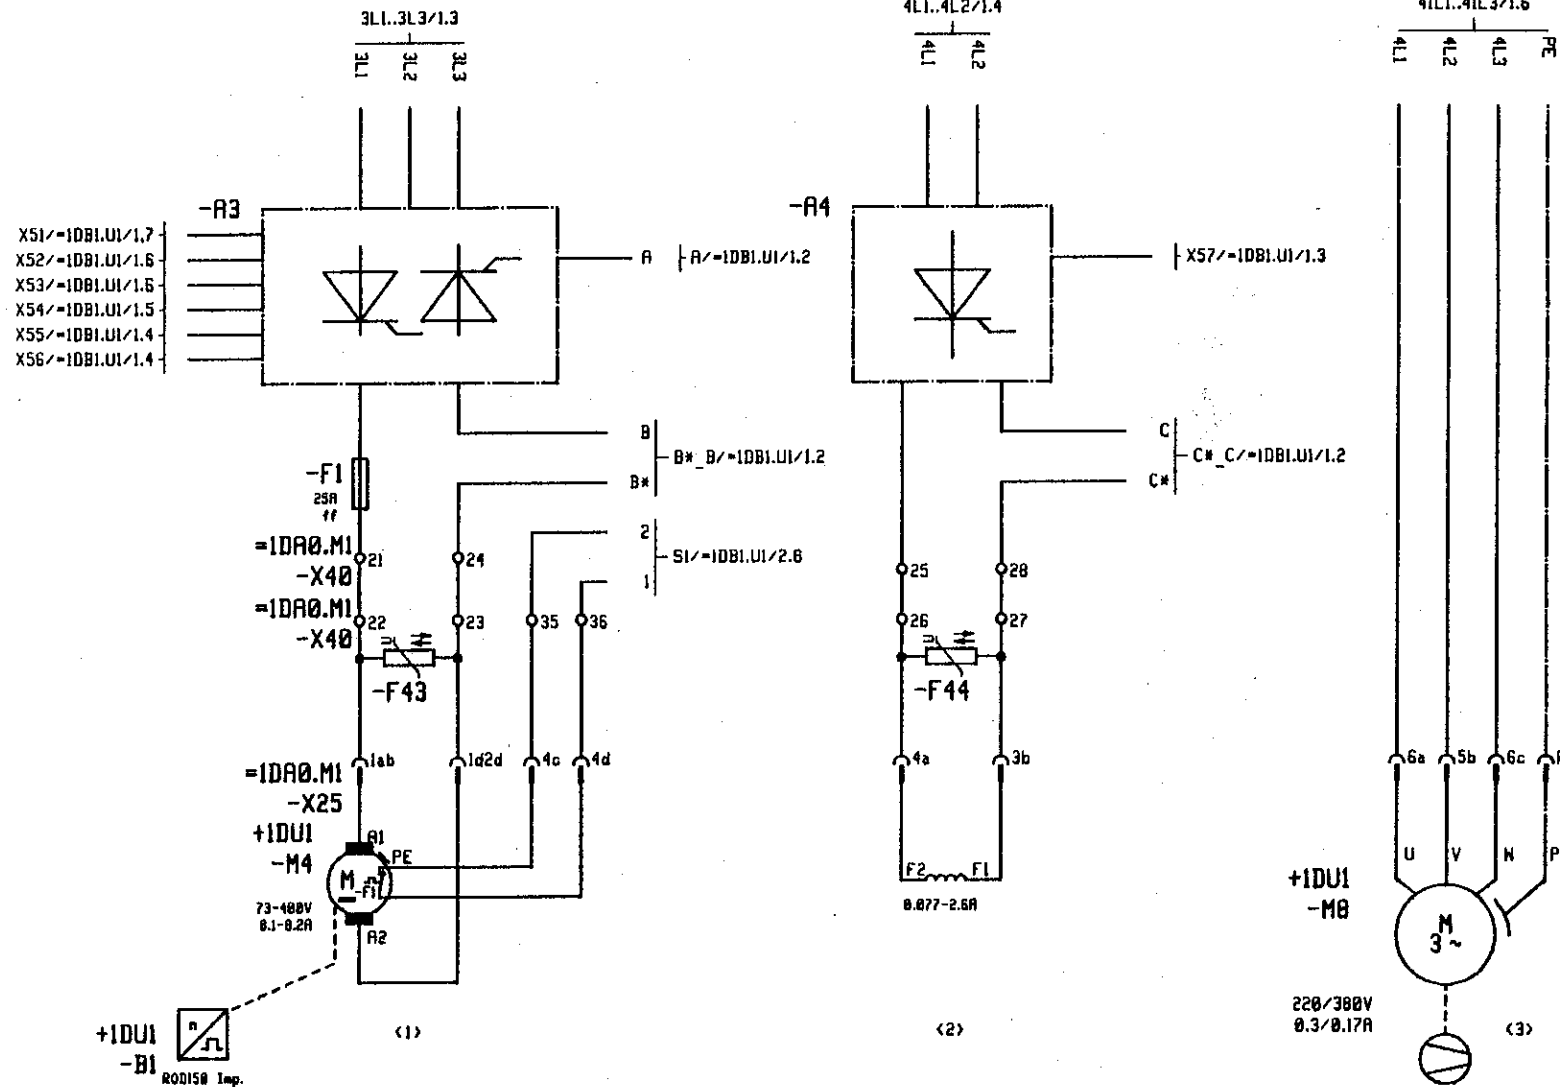 3L1..3L3/1.3
4L1..4L2/1.4
41L1..41L3/1.6
3L1
3L2
3L3
4L1
4L2
4L1
4L2
4L3
PE
-A3
-A4
X51/=1DB1.U1/1.7
X52/=1DB1.U1/1.6
X53/=1DB1.U1/1.6
X54/=1DB1.U1/1.5
X55/=1DB1.U1/1.4
X56/=1DB1.U1/1.4
A
A/=1DB1.U1/1.2
X57/=1DB1.U1/1.3
B
B*_B/=1DB1.U1/1.2
B*
C
C*_C/=1DB1.U1/1.2
C*
-F1
25A
ff
2
S1/=1DB1.U1/2.6
1
=1DA0.M1
-X40
21
24
25
28
=1DA0.M1
-X40
22
23
35
36
26
27
-F43
-F44
=1DA0.M1
-X25
1ab
1d2d
4c
4d
4a
3b
6a
5b
6c
+1DU1
-M4
A1
PE
M
-F1
A2
73-400V
0.1-8.2A
F2
F1
0.077-2.6A
U
V
W
P
+1DU1
-M8
M
3~
220/380V
0.3/0.17A
+1DU1
-B1
n
ROD150 Imp.
<1>
<2>
<3>